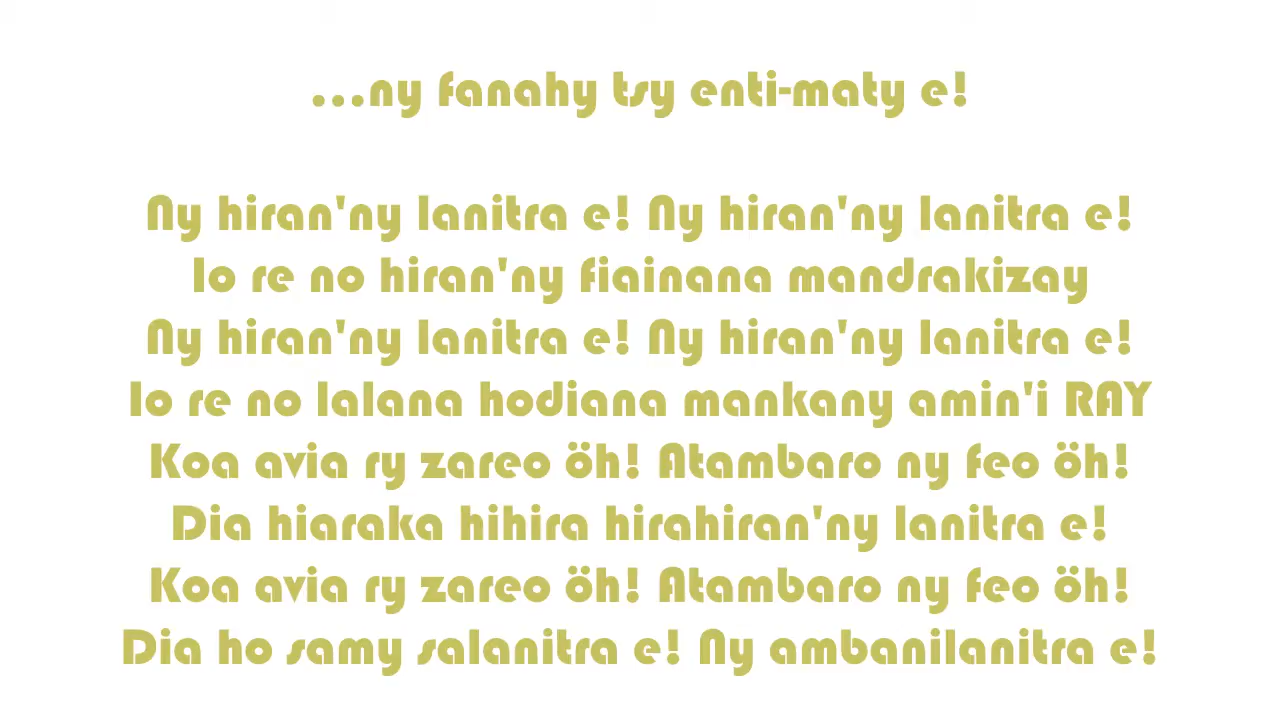 ...ny fanahy tsy enti-maty e!
Ny hiran'ny lanitra e! Ny hiran'ny lanitra e!
Io re no hiran'ny fiainana mandrakizay
Ny hiran'ny lanitra e! Ny hiran'ny lanitra e!
Io re no lalana hodiana mankany amin'i RAY
Koa avia ry zareo öh! Atambaro ny feo öh!
Dia hiaraka hihira hirahiran'ny lanitra e!
Koa avia ry zareo öh! Atambaro ny feo öh!
Dia ho samy salanitra e! Ny ambanilanitra e!